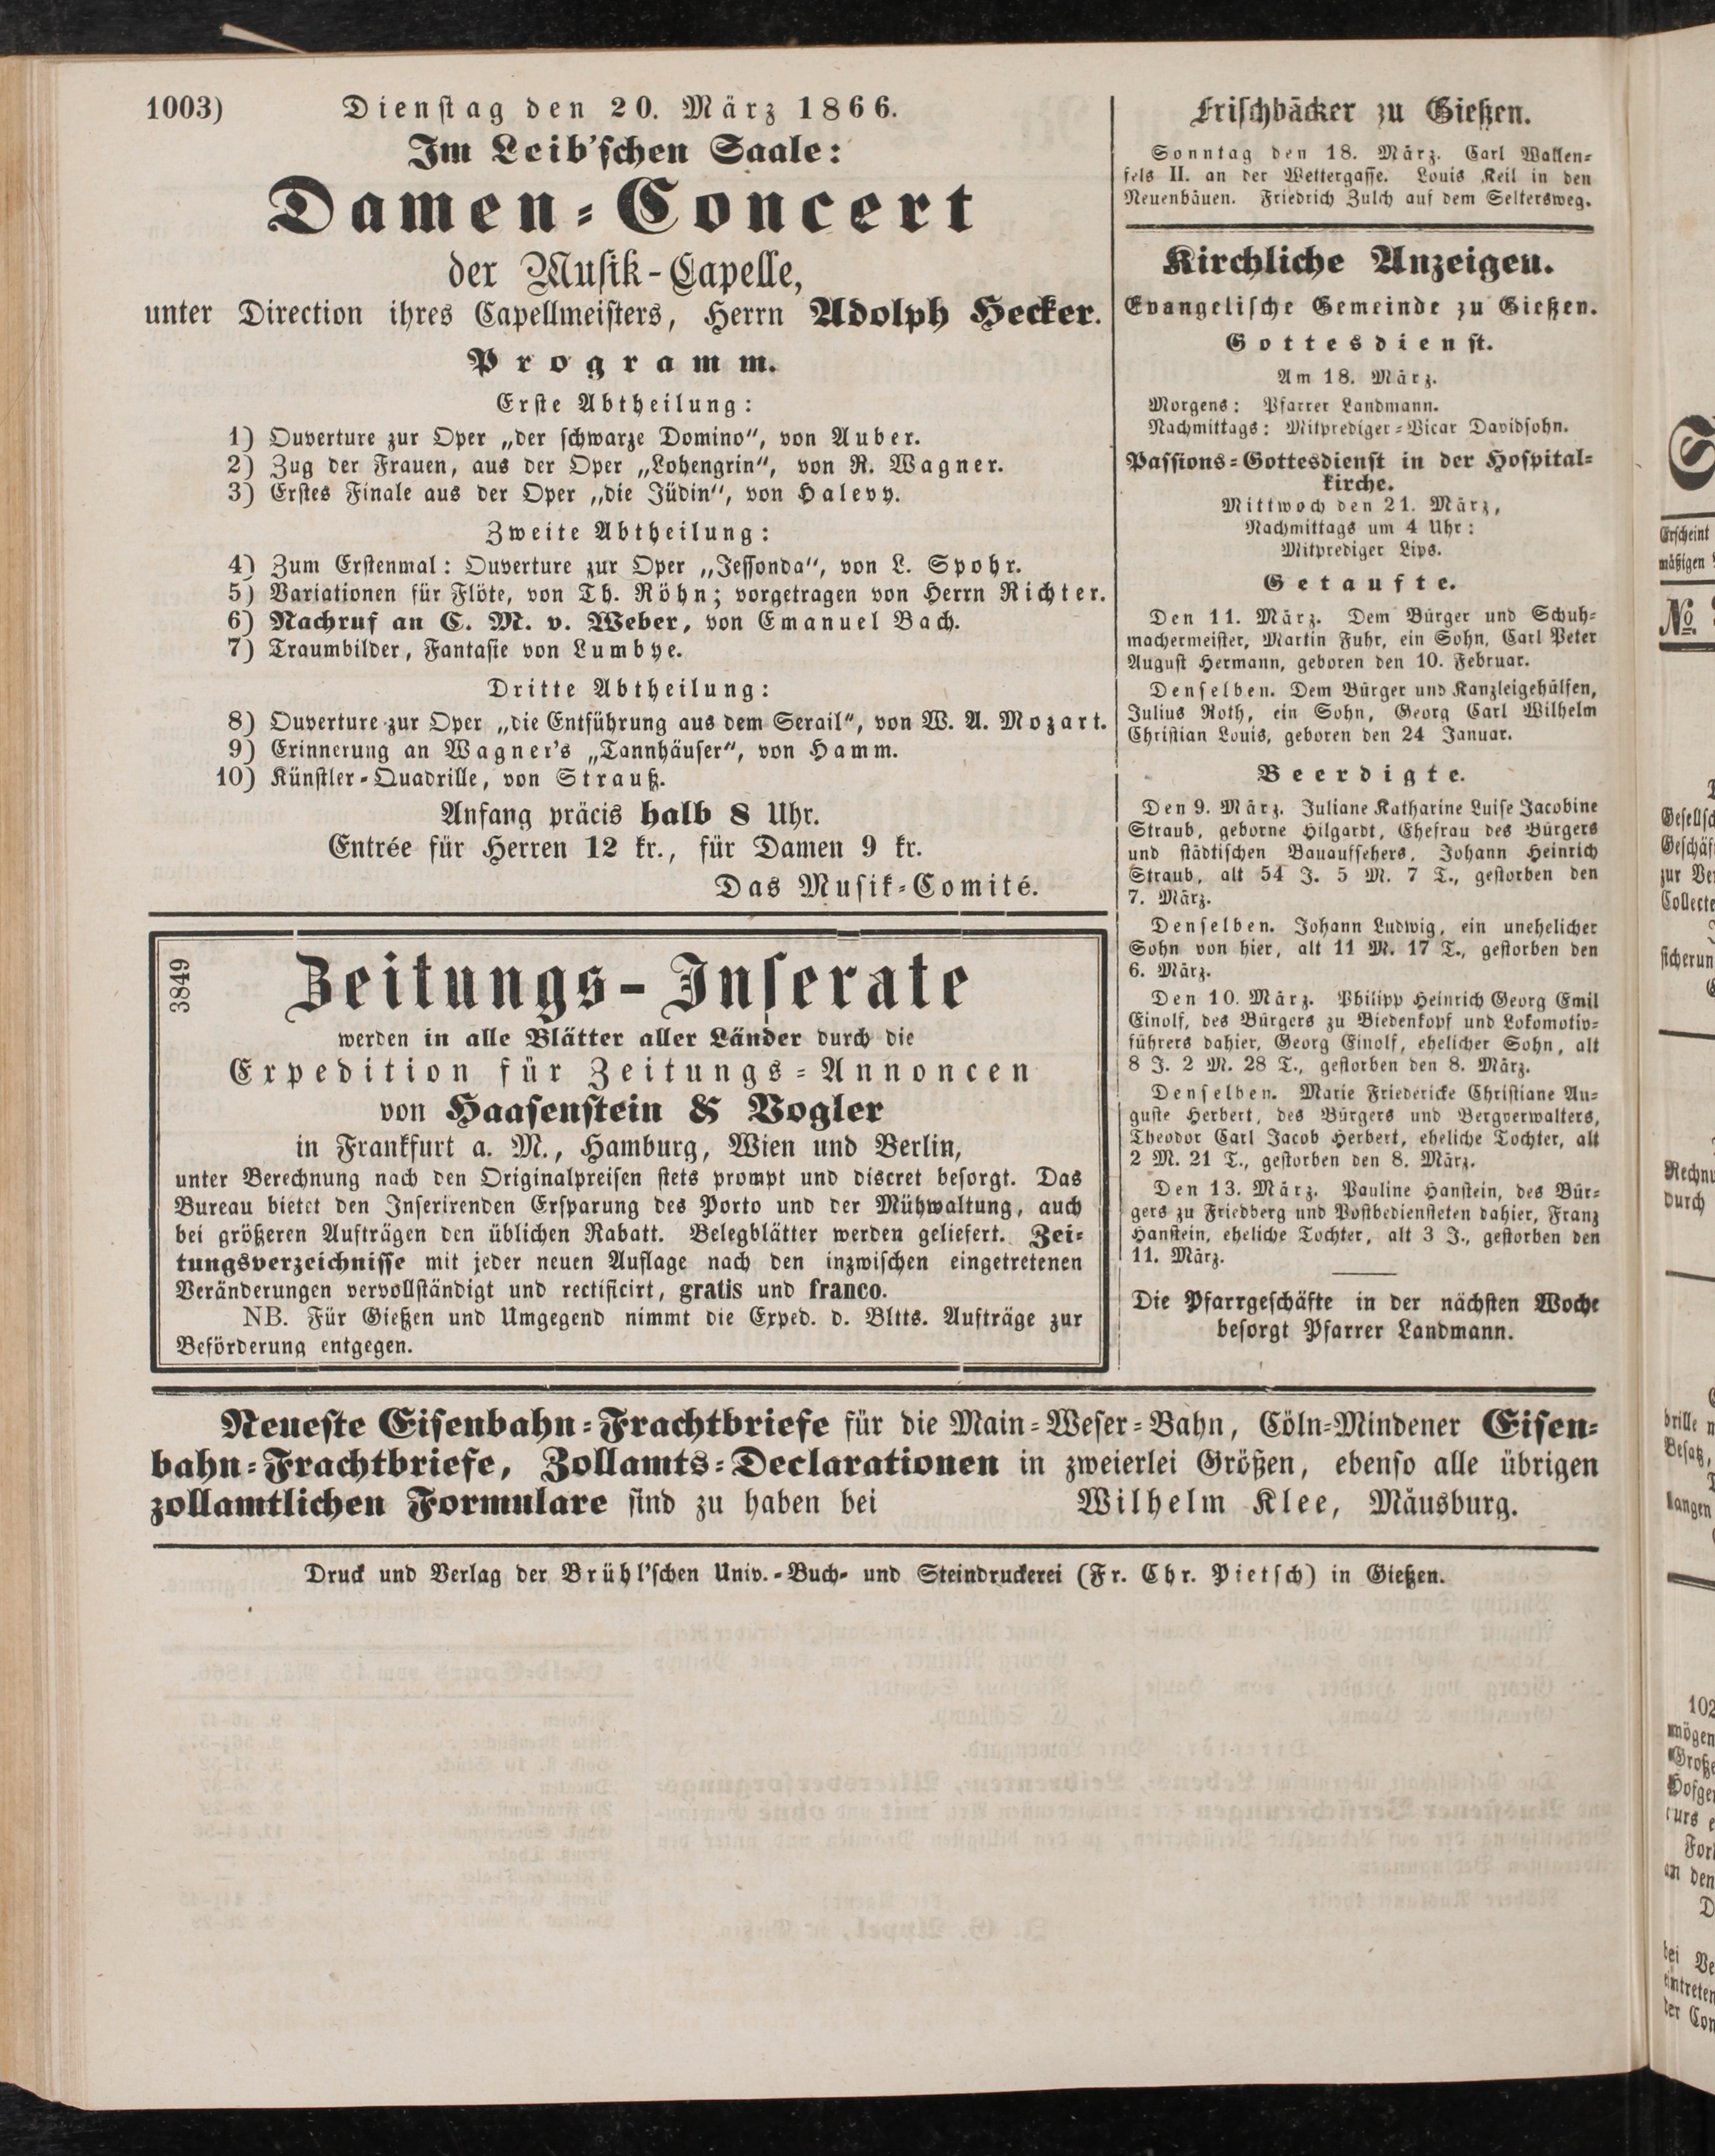 1003) Dienstag den 20. März 1866.
Im Leib'schen Saale:
Damen-Concert
der Musik-Capelle,
unter Direction ihres Capellmeisters, Herrn Adolph Hecker.
Programm.
Erste Abtheilung:
1) Ouverture zur Oper „der schwarze Domino“, von Auber.
2) Zug der Frauen, aus der Oper „Lohengrin“, von R. Wagner.
3) Erstes Finale aus der Oper „die Jüdin“, von Halevy.
Zweite Abtheilung:
4) Zum Erstenmal: Ouverture zur Oper „Jessonda“, von L. Spohr.
5) Variationen für Flöte, von Th. Röhn; vorgetragen von Herrn Richter.
6) Nachruf an C. M. v. Weber, von Emanuel Bach.
7) Traumbilder, Fantasie von Lumbye.
Dritte Abtheilung:
8) Ouverture zur Oper „die Entführung aus dem Serail“, von W. A. Mozart.
9) Erinnerung an Wagner's „Tannhäuser“, von Hamm.
10) Künstler-Quadrille, von Strauß.
Anfang präcis halb 8 Uhr.
Entrée für Herren 12 kr., für Damen 9 kr.
Das Musik-Comité.
3849
Zeitungs-Inserate
werden in alle Blätter aller Länder durch die
Expedition für Zeitungs-Annoncen
von Haasenstein & Vogler
in Frankfurt a. M., Hamburg, Wien und Berlin,
unter Berechnung nach den Originalpreisen stets prompt und discret besorgt. Das
Bureau bietet den Inserirenden Ersparung des Porto und der Mühwaltung, auch
bei größeren Aufträgen den üblichen Rabatt. Belegblätter werden geliefert. Zei-
tungsverzeichnisse mit jeder neuen Auflage nach den inzwischen eingetretenen
Veränderungen vervollständigt und rectificirt, gratis und franco.
NB. Für Gießen und Umgegend nimmt die Exped. d. Bltts. Aufträge zur
Beförderung entgegen.
Frischbäcker zu Gießen.
Sonntag den 18. März. Carl Wallen-
fels II. an der Wettergasse. Louis Keil in den
Neuenbäuen. Friedrich Zulch auf dem Seltersweg.
Kirchliche Anzeigen.
Evangelische Gemeinde zu Gießen.
Gottesdienst.
Am 18. März.
Morgens: Pfarrer Landmann.
Nachmittags: Mitprediger-Vicar Davidsohn.
Passions-Gottesdienst in der Hospital-
kirche.
Mittwoch den 21. März,
Nachmittags um 4 Uhr:
Mitprediger Lips.
Getaufte.
Den 11. März. Dem Bürger und Schuh-
machermeister, Martin Fuhr, ein Sohn, Carl Peter
August Hermann, geboren den 10. Februar.
Denselben. Dem Bürger und Kanzleigehülfen,
Julius Roth, ein Sohn, Georg Carl Wilhelm
Christian Louis, geboren den 24 Januar.
Beerdigte.
Den 9. März. Juliane Katharine Luise Jacobine
Straub, geborne Hilgardt, Ehefrau des Bürgers
und städtischen Bauaufsehers, Johann Heinrich
Straub, alt 54 J. 5 M. 7 T., gestorben den
7. März.
Denselben. Johann Ludwig, ein unehelicher
Sohn von hier, alt 11 M. 17 T., gestorben den
6. März.
Den 10. März. Philipp Heinrich Georg Emil
Einolf, des Bürgers zu Biedenkopf und Lokomotiv-
führers dahier, Georg Einolf, ehelicher Sohn, alt
8 J. 2 M. 28 T., gestorben den 8. März.
Denselben. Marie Friedericke Christiane Au-
guste Herbert, des Bürgers und Bergverwalters,
Theodor Carl Jacob Herbert, eheliche Tochter, alt
2 M. 21 T., gestorben den 8. März.
Den 13. März. Pauline Hanstein, des Bür-
gers zu Friedberg und Postbediensteten dahier, Franz
Hanstein, eheliche Tochter, alt 3 J., gestorben den
11. März.
Die Pfarrgeschäfte in der nächsten Woche
besorgt Pfarrer Landmann.
Neueste Eisenbahn-Frachtbriefe für die Main-Weser-Bahn, Cöln-Mindener Eisen-
bahn-Frachtbriefe, Zollamts-Declarationen in zweierlei Größen, ebenso alle übrigen
zollamtlichen Formulare sind zu haben bei Wilhelm Klee, Mäusburg.
Druck und Verlag der Brühl'schen Univ.-Buch- und Steindruckerei (Fr. Chr. Pietsch) in Gießen.